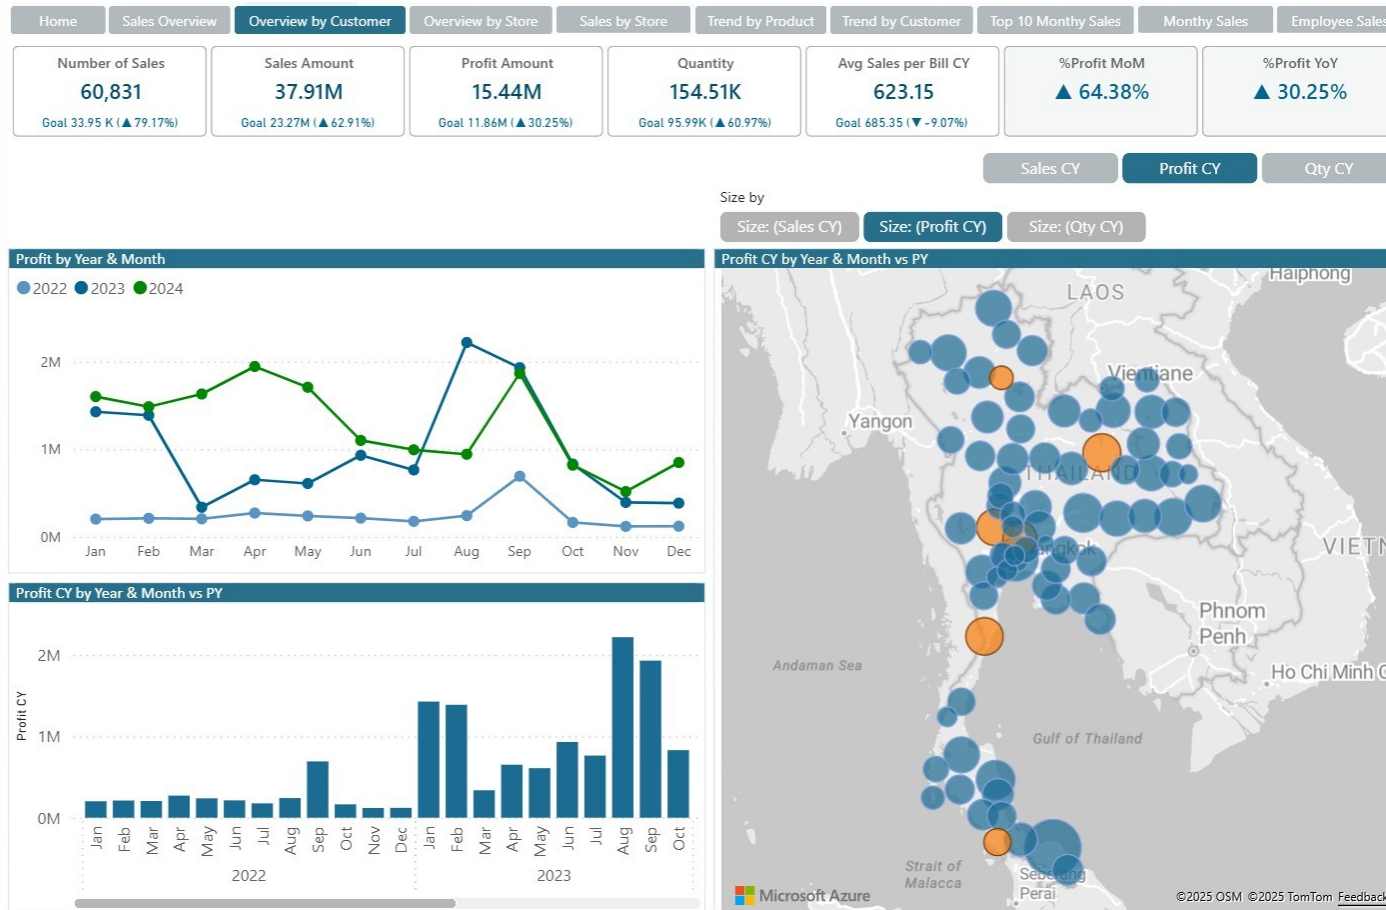 Home
Sales Overview
Overview by Customer
Overview by Store
Sales by Store
Trend by Product
Trend by Customer
Top 10 Monthy Sales
Monthy Sales
Employee Sales
Number of Sales
60,831
Goal 33.95 K (▲79.17%)
Sales Amount
37.91M
Goal 23.27M (▲62.91%)
Profit Amount
15.44M
Goal 11.86M (▲30.25%)
Quantity
154.51K
Goal 95.99K (▲60.97%)
Avg Sales per Bill CY
623.15
Goal 685.35 (▼-9.07%)
%Profit MoM
▲ 64.38%
%Profit YoY
▲ 30.25%
Sales CY
Profit CY
Qty CY
Size by
Size: (Sales CY)
Size: (Profit CY)
Size: (Qty CY)
Profit by Year & Month
2022 2023 2024
2M
1M
0M
Jan Feb Mar Apr May Jun Jul Aug Sep Oct Nov Dec
Profit CY by Year & Month vs PY
Profit CY
2M
1M
0M
Jan Feb Mar Apr May Jun Jul Aug Sep Oct Nov Dec Jan Feb Mar Apr May Jun Jul Aug Sep Oct
2022 2023
Profit CY by Year & Month vs PY
Haiphong
LAOS
Vientiane
Yangon
THAILAND
Bangkok
VIETN
Phnom
Penh
Ho Chi Minh C
Andaman Sea
Gulf of Thailand
Strait of
Malacca
Seberang
Perai
Microsoft Azure
©2025 OSM ©2025 TomTom Feedback